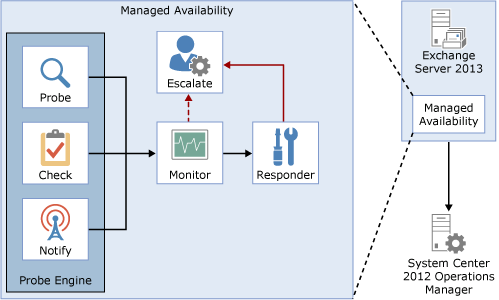 Managed Availability
Probe
Check
Notify
Probe Engine
Escalate
Monitor
Responder
Exchange
Server 2013
Managed
Availability
System Center
2012 Operations
Manager